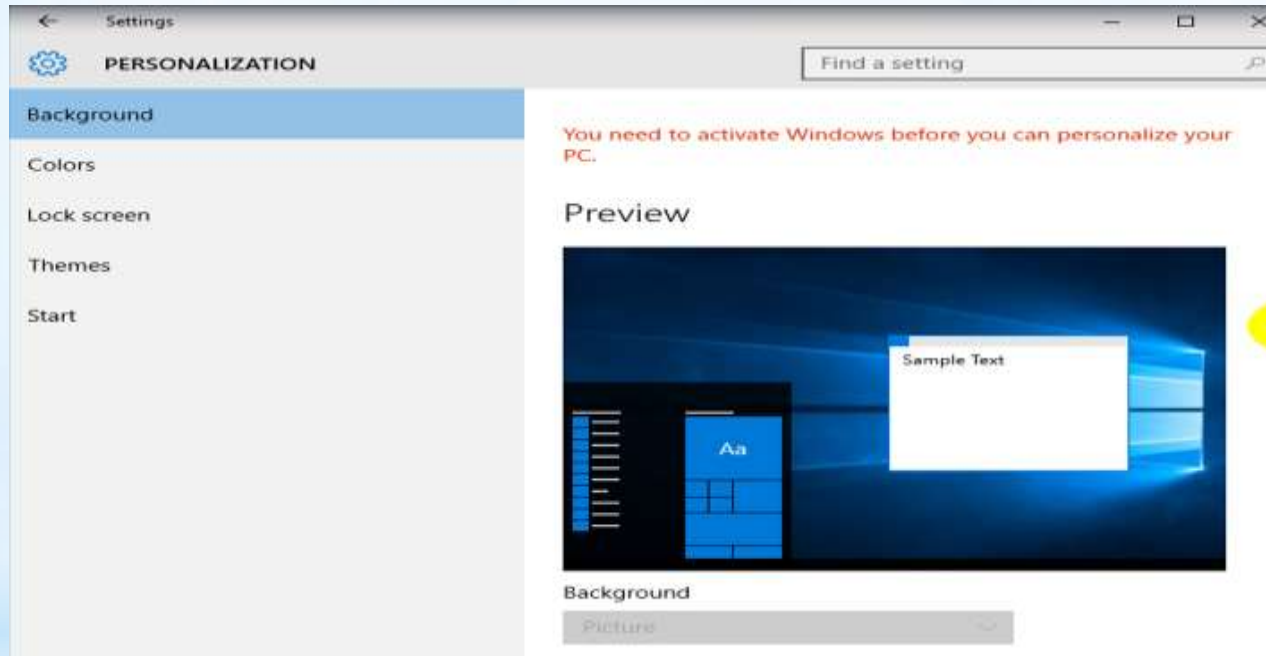 Settings
PERSONALIZATION
Find a setting
Background
Colors
Lock screen
Themes
Start
You need to activate Windows before you can personalize your
PC.
Preview
Sample Text
Aa
Background
Picture